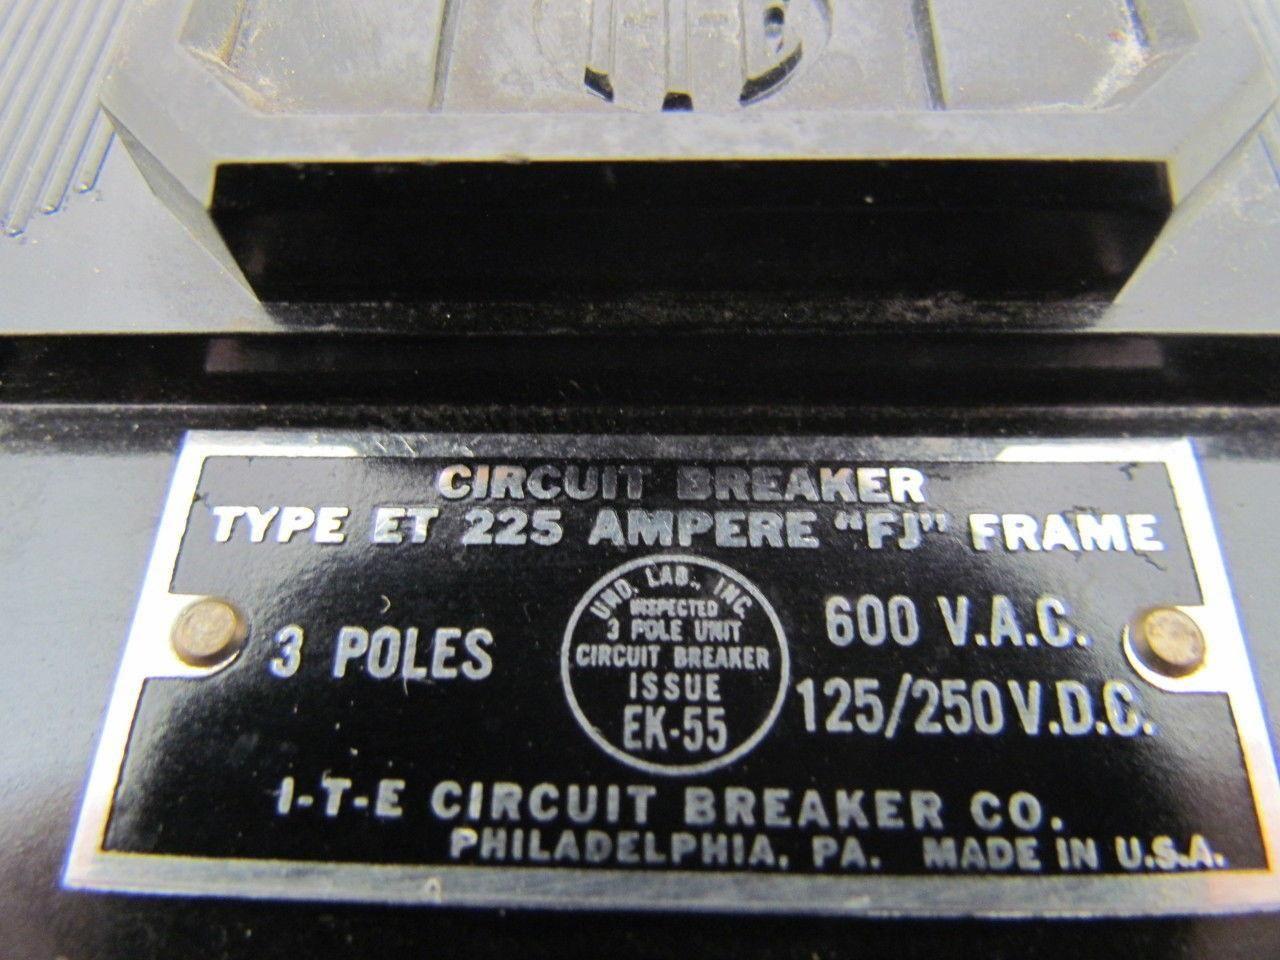 CIRCUIT BREAKER
TYPE ET 225 AMPERE "FJ" FRAME
UND. LAB., INC.
INSPECTED
3 POLE UNIT
CIRCUIT BREAKER
ISSUE
EK-55
3 POLES
600 V.A.C.
125/250 V.D.C.
I-T-E CIRCUIT BREAKER CO.
PHILADELPHIA, PA. MADE IN U.S.A.